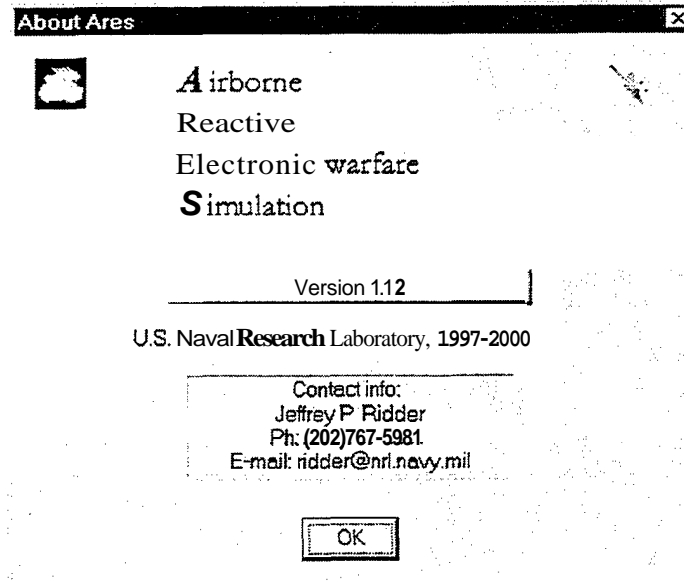 About Ares
Airborne
Reactive
Electronic warfare
Simulation
Version 1.12
U.S. Naval Research Laboratory, 1997-2000
Contact info:
Jeffrey P Ridder
Ph: (202)767-5981
E-mail: ridder@nrl.navy.mil
OK